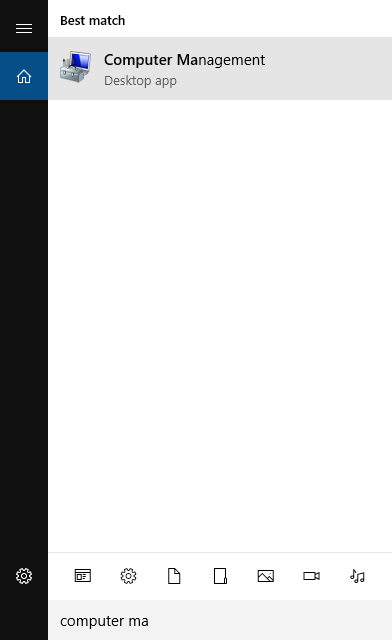 Best match
Computer Management
Desktop app
computer ma